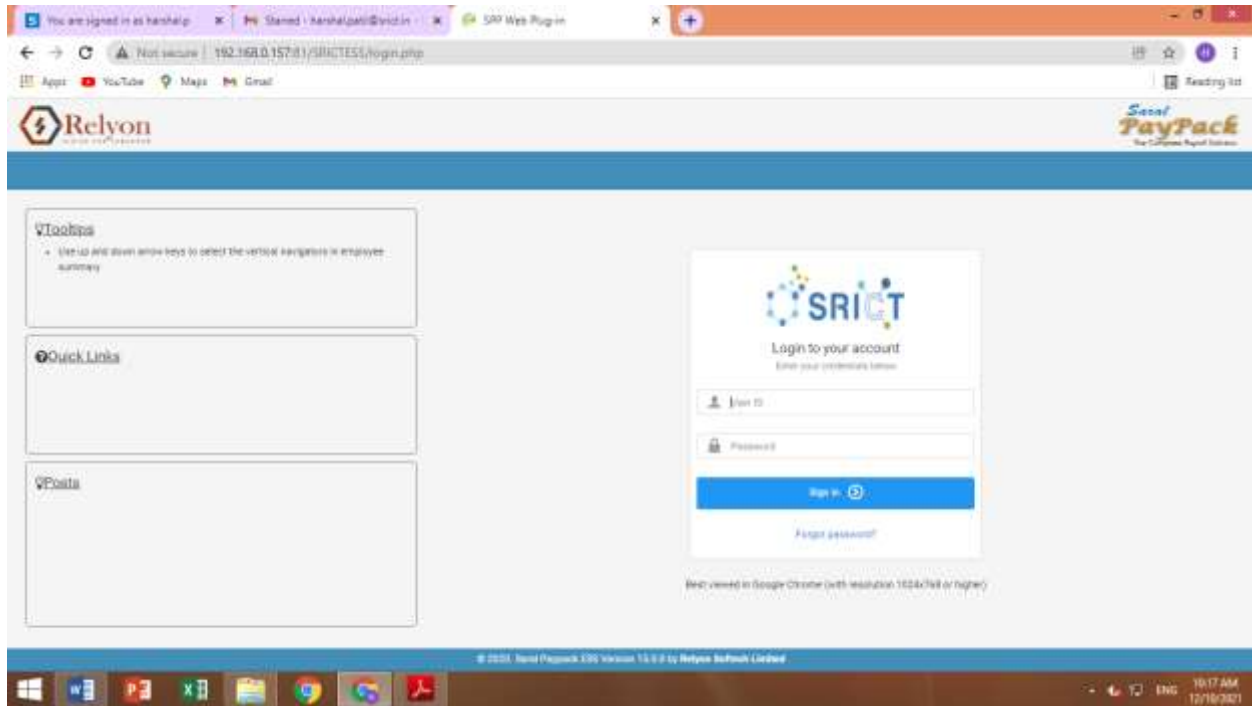 You are signed in as harshal.p
Starred - harshal.patil@srict.in -
SPP Web Plug-in
Not secure | 192.168.0.157:81/SRICTESS/login.php
Apps YouTube Maps Gmail
Reading list
Relyon
Saral
PayPack
Tooltips
Use up and down arrow keys to select the vertical navigators in employee
summary
Quick Links
Posts
SRICT
Login to your account
Enter your credentials below
User ID
Password
Sign in
Forgot password?
Best viewed in Google Chrome (with resolution 1024x768 or higher)
Relyon Softech Limited
ENG
10:17 AM
12/10/2021